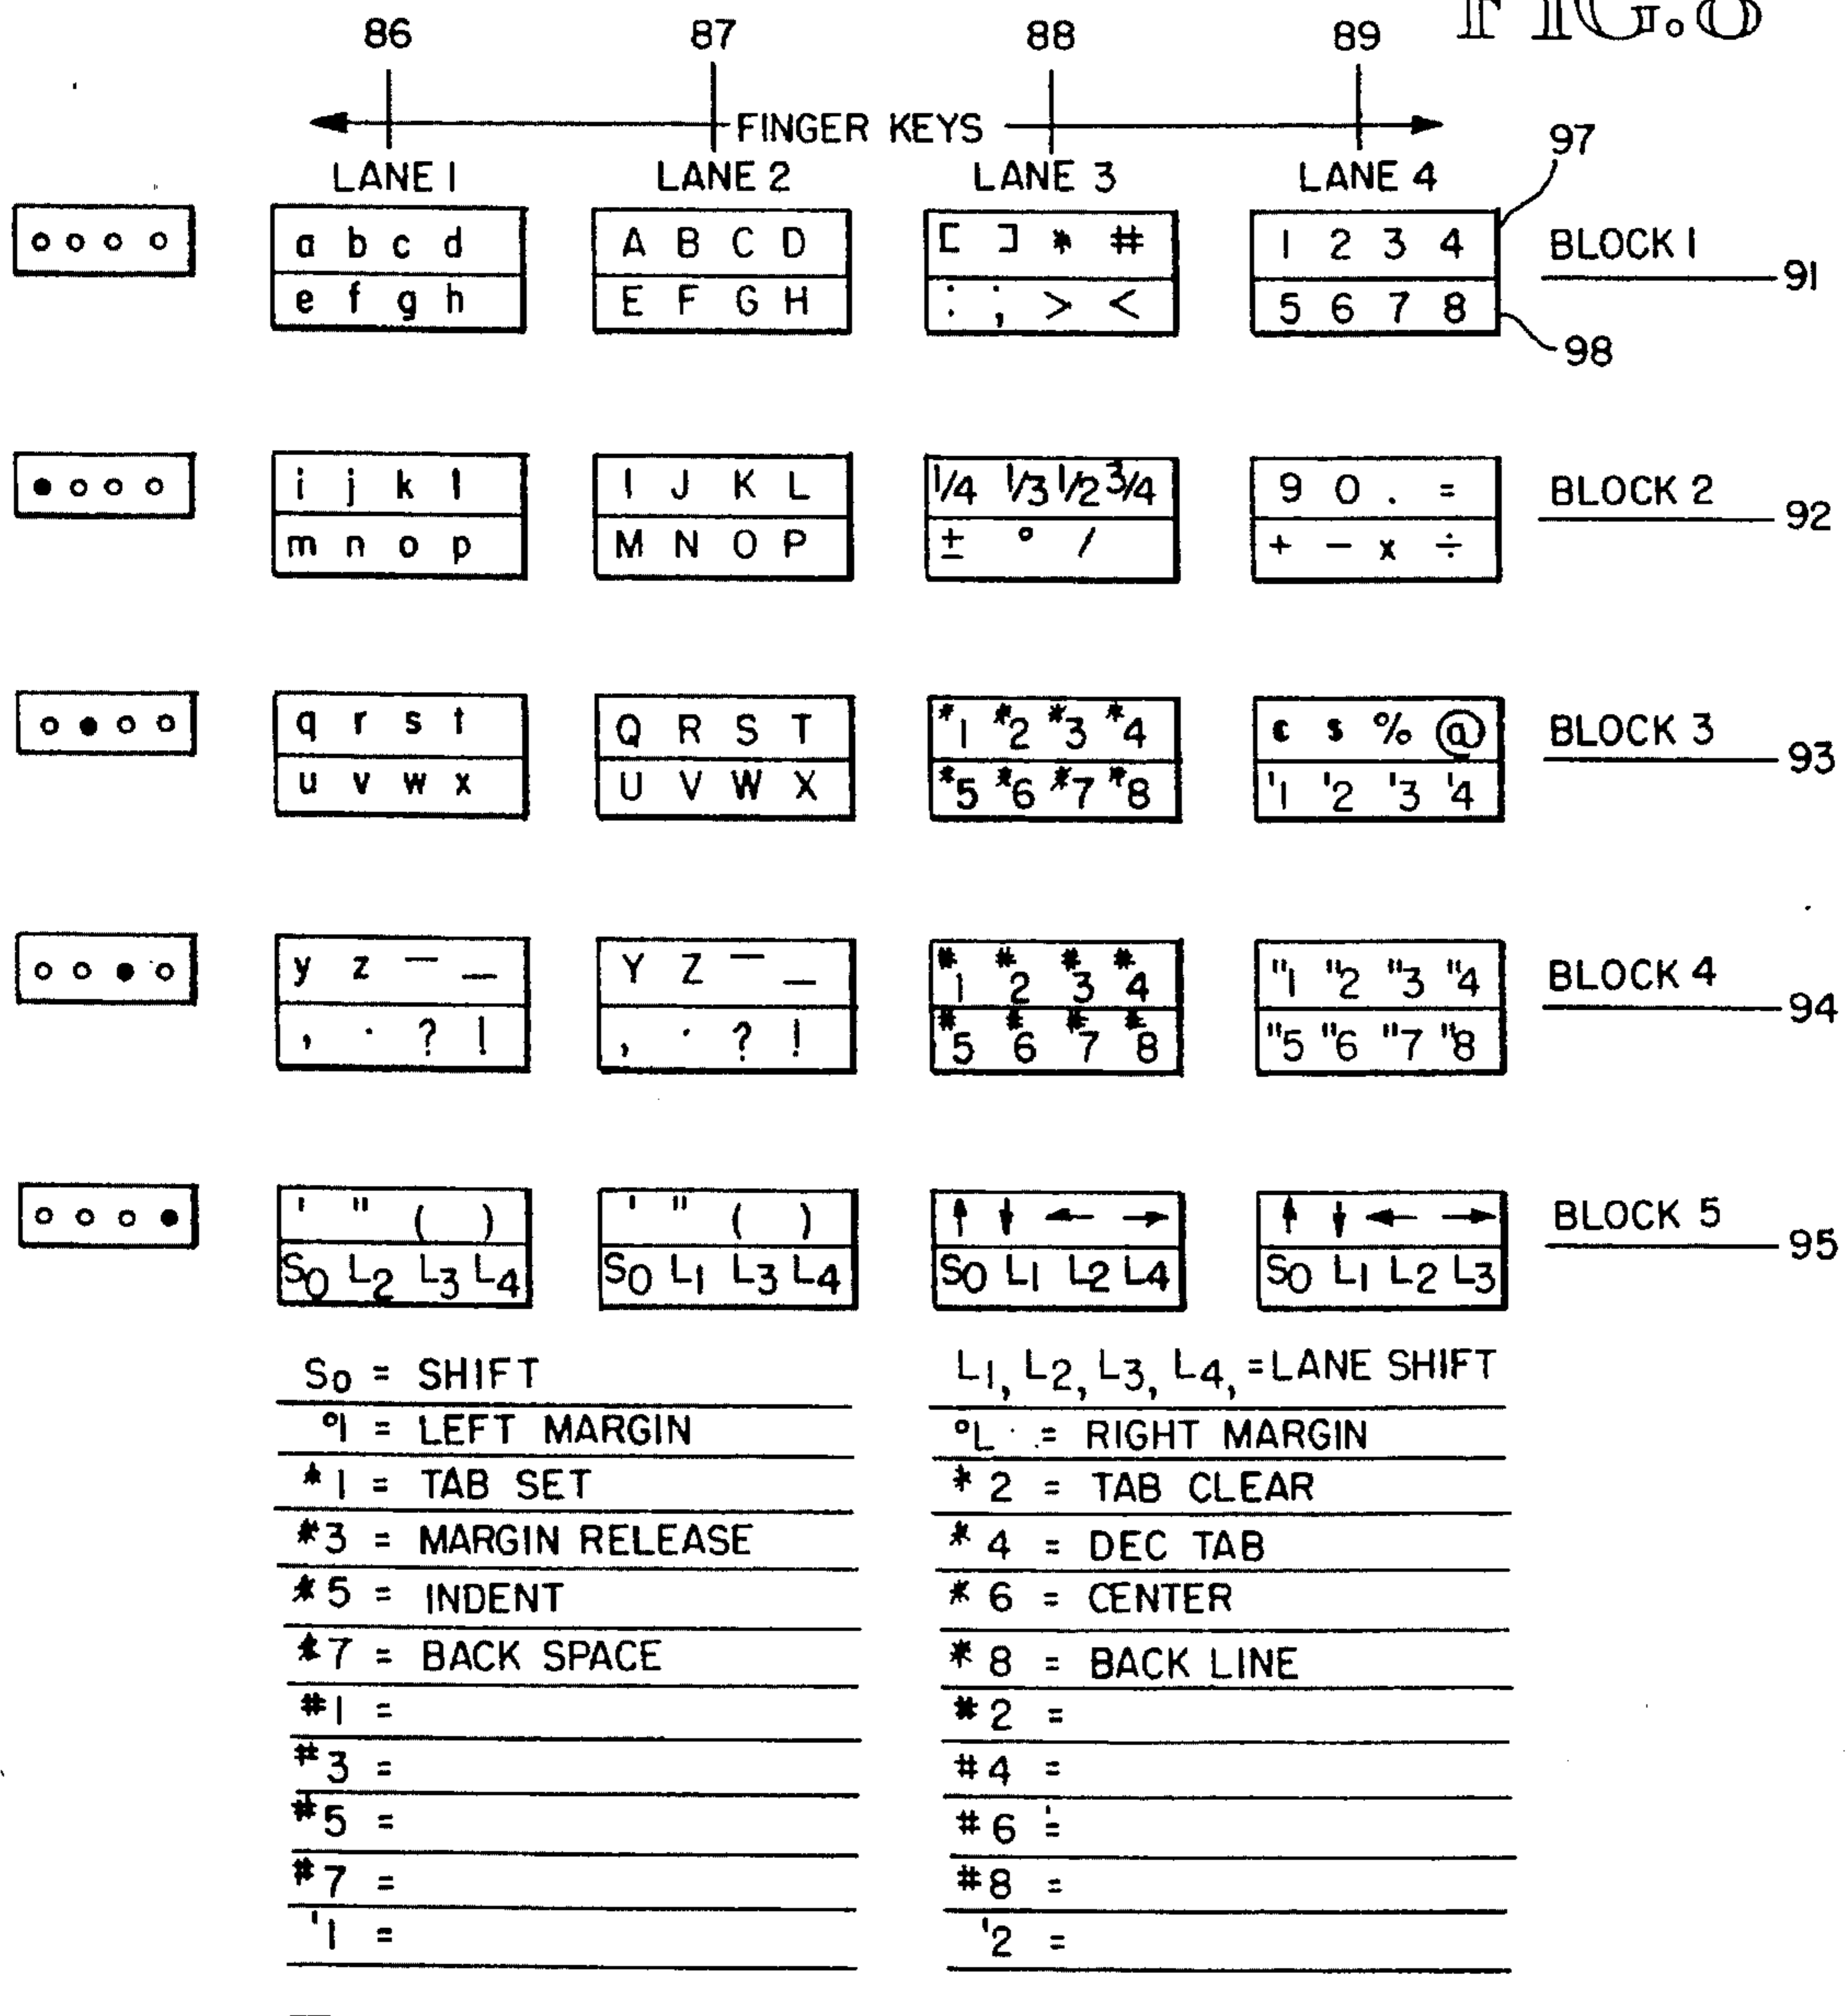 FIG.8
86 87 88 89
FINGER KEYS
LANE 1 LANE 2 LANE 3 LANE 4 97
a b c d A B C D [ ] * # 1 2 3 4 BLOCK 1
91
e f g h E F G H : ; > < 5 6 7 8
98
i j k l I J K L 1/4 1/3 1/2 3/4 9 0 . = BLOCK 2
92
m n o p M N O P ± ° / + − x ÷
q r s t Q R S T *1 *2 *3 *4 ¢ $ % @ BLOCK 3
93
u v w x U V W X *5 *6 *7 *8 '1 '2 '3 '4
y z ‾ _ Y Z ‾ _ #1 #2 #3 #4 "1 "2 "3 "4 BLOCK 4
94
, . ? ! , . ? ! #5 #6 #7 #8 "5 "6 "7 "8
' " ( ) ' " ( ) ↑ ↓ ← → ↑ ↓ ← → BLOCK 5
95
S0 L2 L3 L4 S0 L1 L3 L4 S0 L1 L2 L4 S0 L1 L2 L3
S0 = SHIFT L1, L2, L3, L4, = LANE SHIFT
°1 = LEFT MARGIN °L = RIGHT MARGIN
*1 = TAB SET *2 = TAB CLEAR
*3 = MARGIN RELEASE *4 = DEC TAB
*5 = INDENT *6 = CENTER
*7 = BACK SPACE *8 = BACK LINE
#1 = #2 =
#3 = #4 =
#5 = #6 =
#7 = #8 =
'1 = '2 =